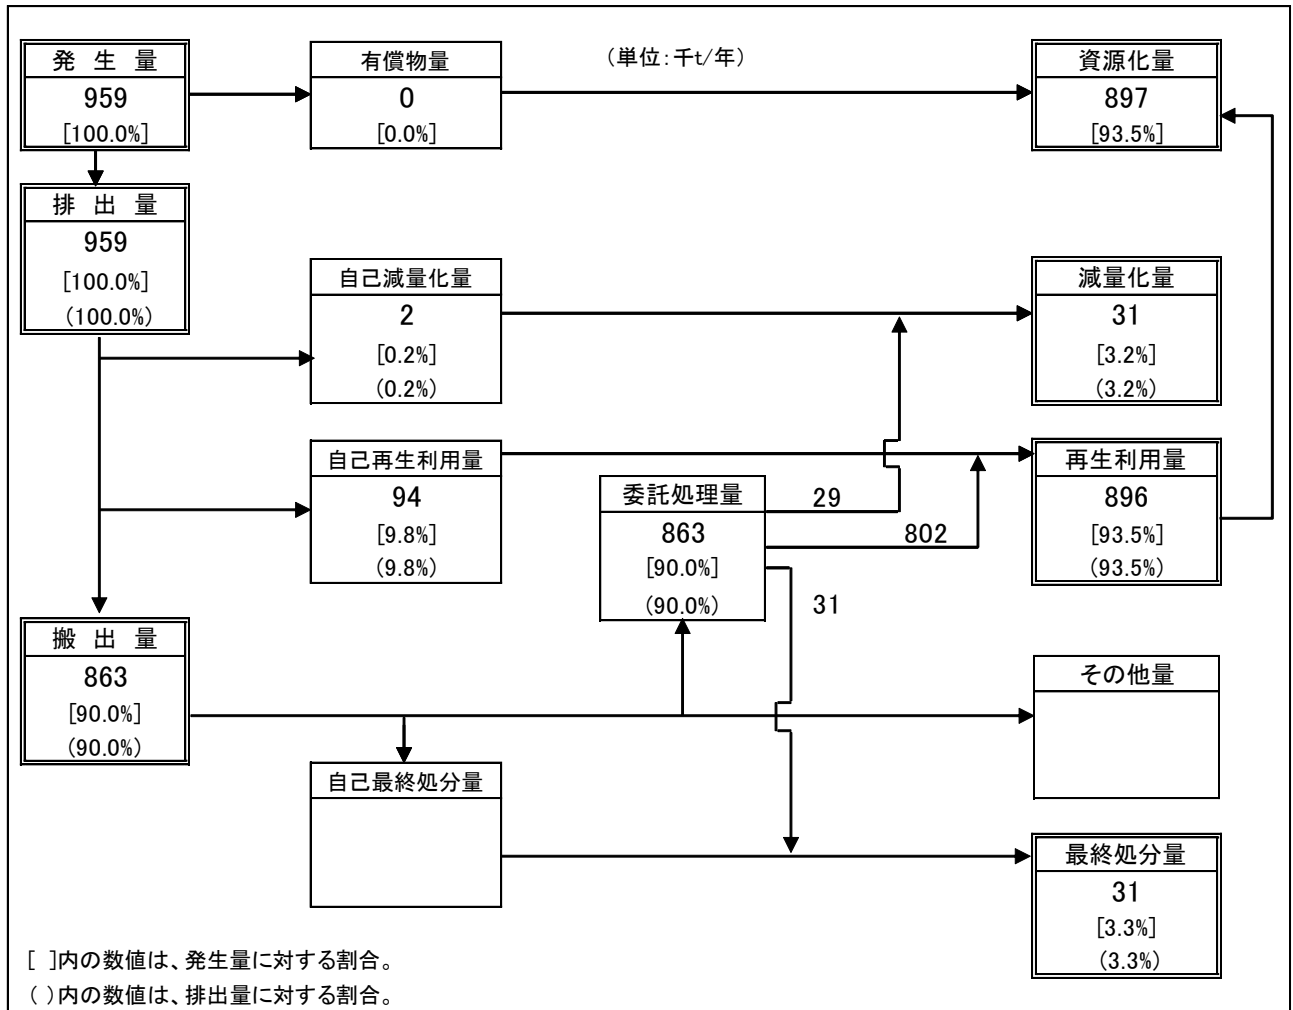 発 生 量
959
[100.0%]
有償物量
0
[0.0%]
（単位：千t/年）
資源化量
897
[93.5%]
排 出 量
959
[100.0%]
(100.0%)
自己減量化量
2
[0.2%]
(0.2%)
減量化量
31
[3.2%]
(3.2%)
自己再生利用量
94
[9.8%]
(9.8%)
委託処理量
863
[90.0%]
(90.0%)
29
802
31
再生利用量
896
[93.5%]
(93.5%)
搬 出 量
863
[90.0%]
(90.0%)
その他量
自己最終処分量
最終処分量
31
[3.3%]
(3.3%)
[ ]内の数値は、発生量に対する割合。
( )内の数値は、排出量に対する割合。